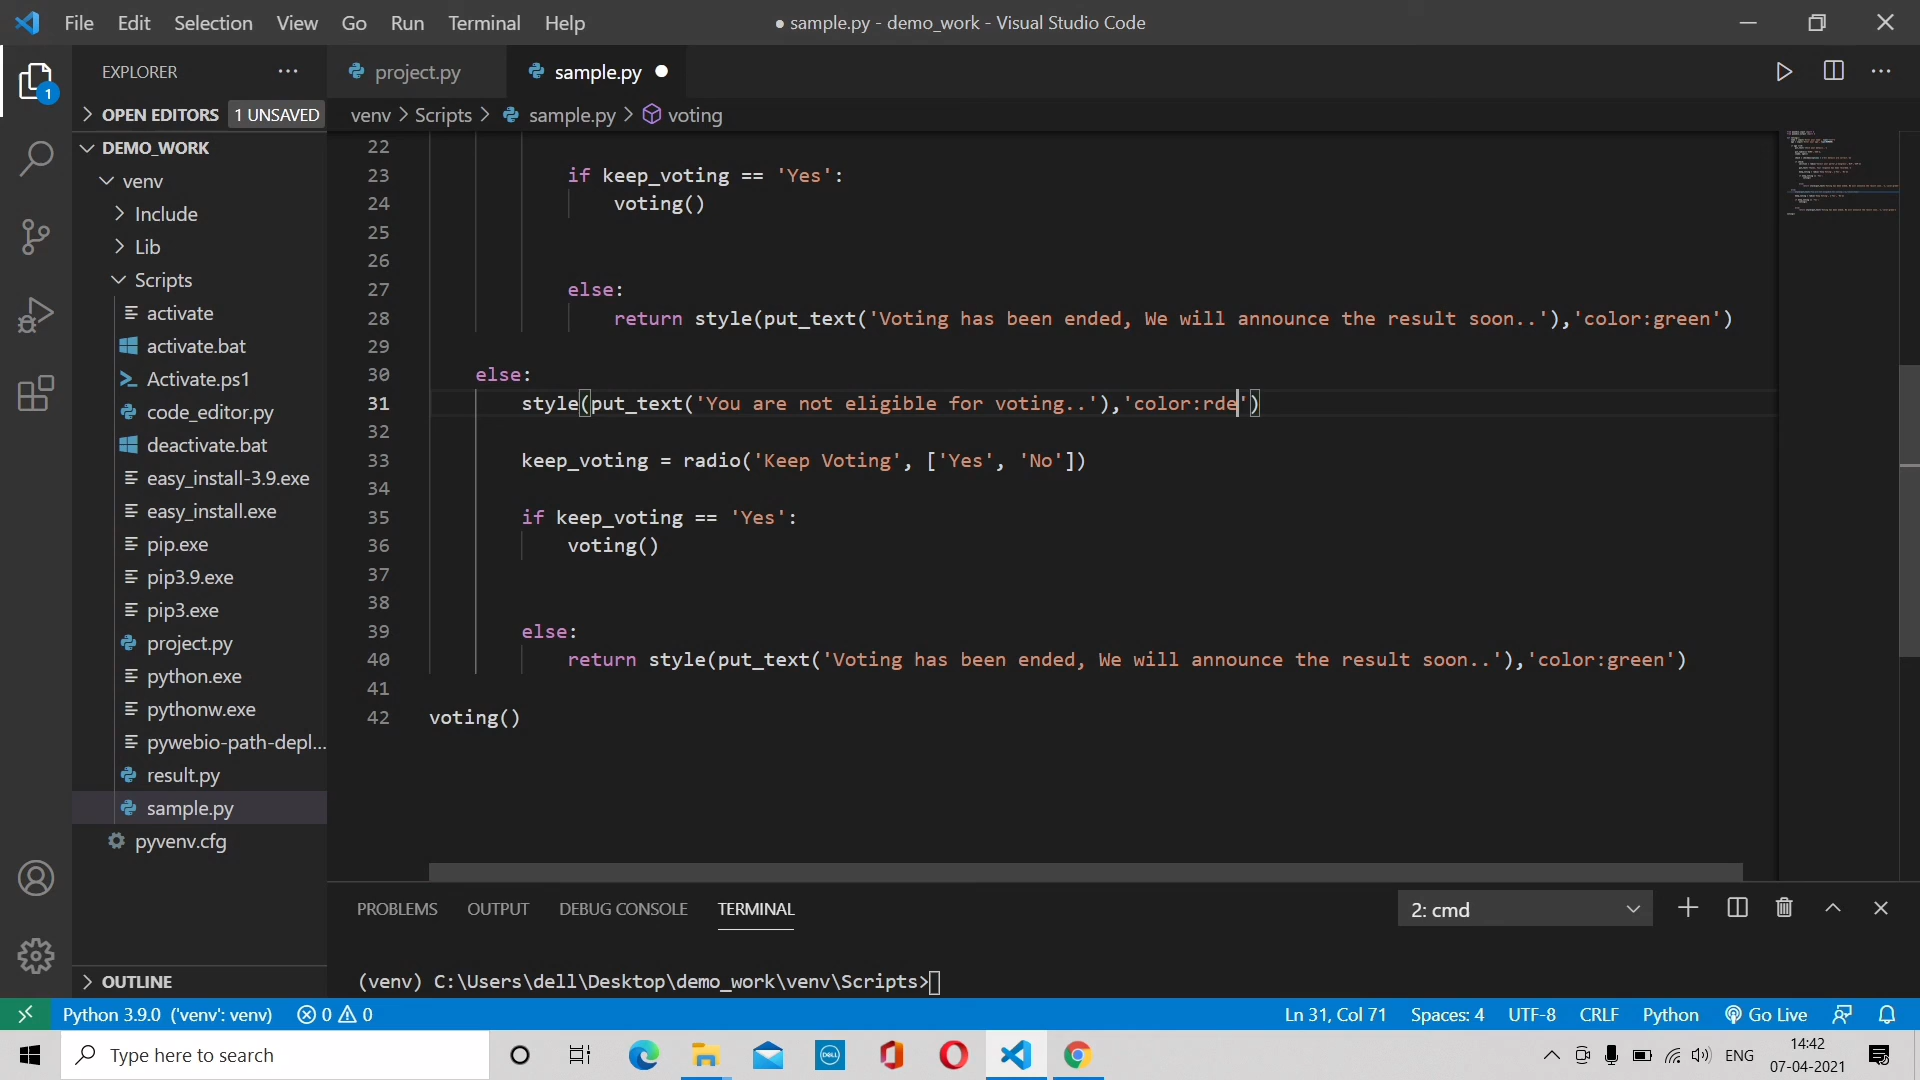 File Edit Selection View Go Run Terminal Help
● sample.py - demo_work - Visual Studio Code
EXPLORER
project.py
sample.py
OPEN EDITORS 1 UNSAVED
venv > Scripts > sample.py > voting
DEMO_WORK
venv
Include
Lib
Scripts
activate
activate.bat
Activate.ps1
code_editor.py
deactivate.bat
easy_install-3.9.exe
easy_install.exe
pip.exe
pip3.9.exe
pip3.exe
project.py
python.exe
pythonw.exe
pywebio-path-depl...
result.py
sample.py
pyvenv.cfg
OUTLINE
22
23 if keep_voting == 'Yes':
24 voting()
25
26
27 else:
28 return style(put_text('Voting has been ended, We will announce the result soon..'),'color:green')
29
30 else:
31 style(put_text('You are not eligible for voting..'),'color:rde')
32
33 keep_voting = radio('Keep Voting', ['Yes', 'No'])
34
35 if keep_voting == 'Yes':
36 voting()
37
38
39 else:
40 return style(put_text('Voting has been ended, We will announce the result soon..'),'color:green')
41
42 voting()
PROBLEMS OUTPUT DEBUG CONSOLE TERMINAL
2: cmd
(venv) C:\Users\dell\Desktop\demo_work\venv\Scripts>
Python 3.9.0 ('venv': venv) 0 0
Ln 31, Col 71 Spaces: 4 UTF-8 CRLF Python Go Live
1
Type here to search
DELL
ENG
14:42
07-04-2021